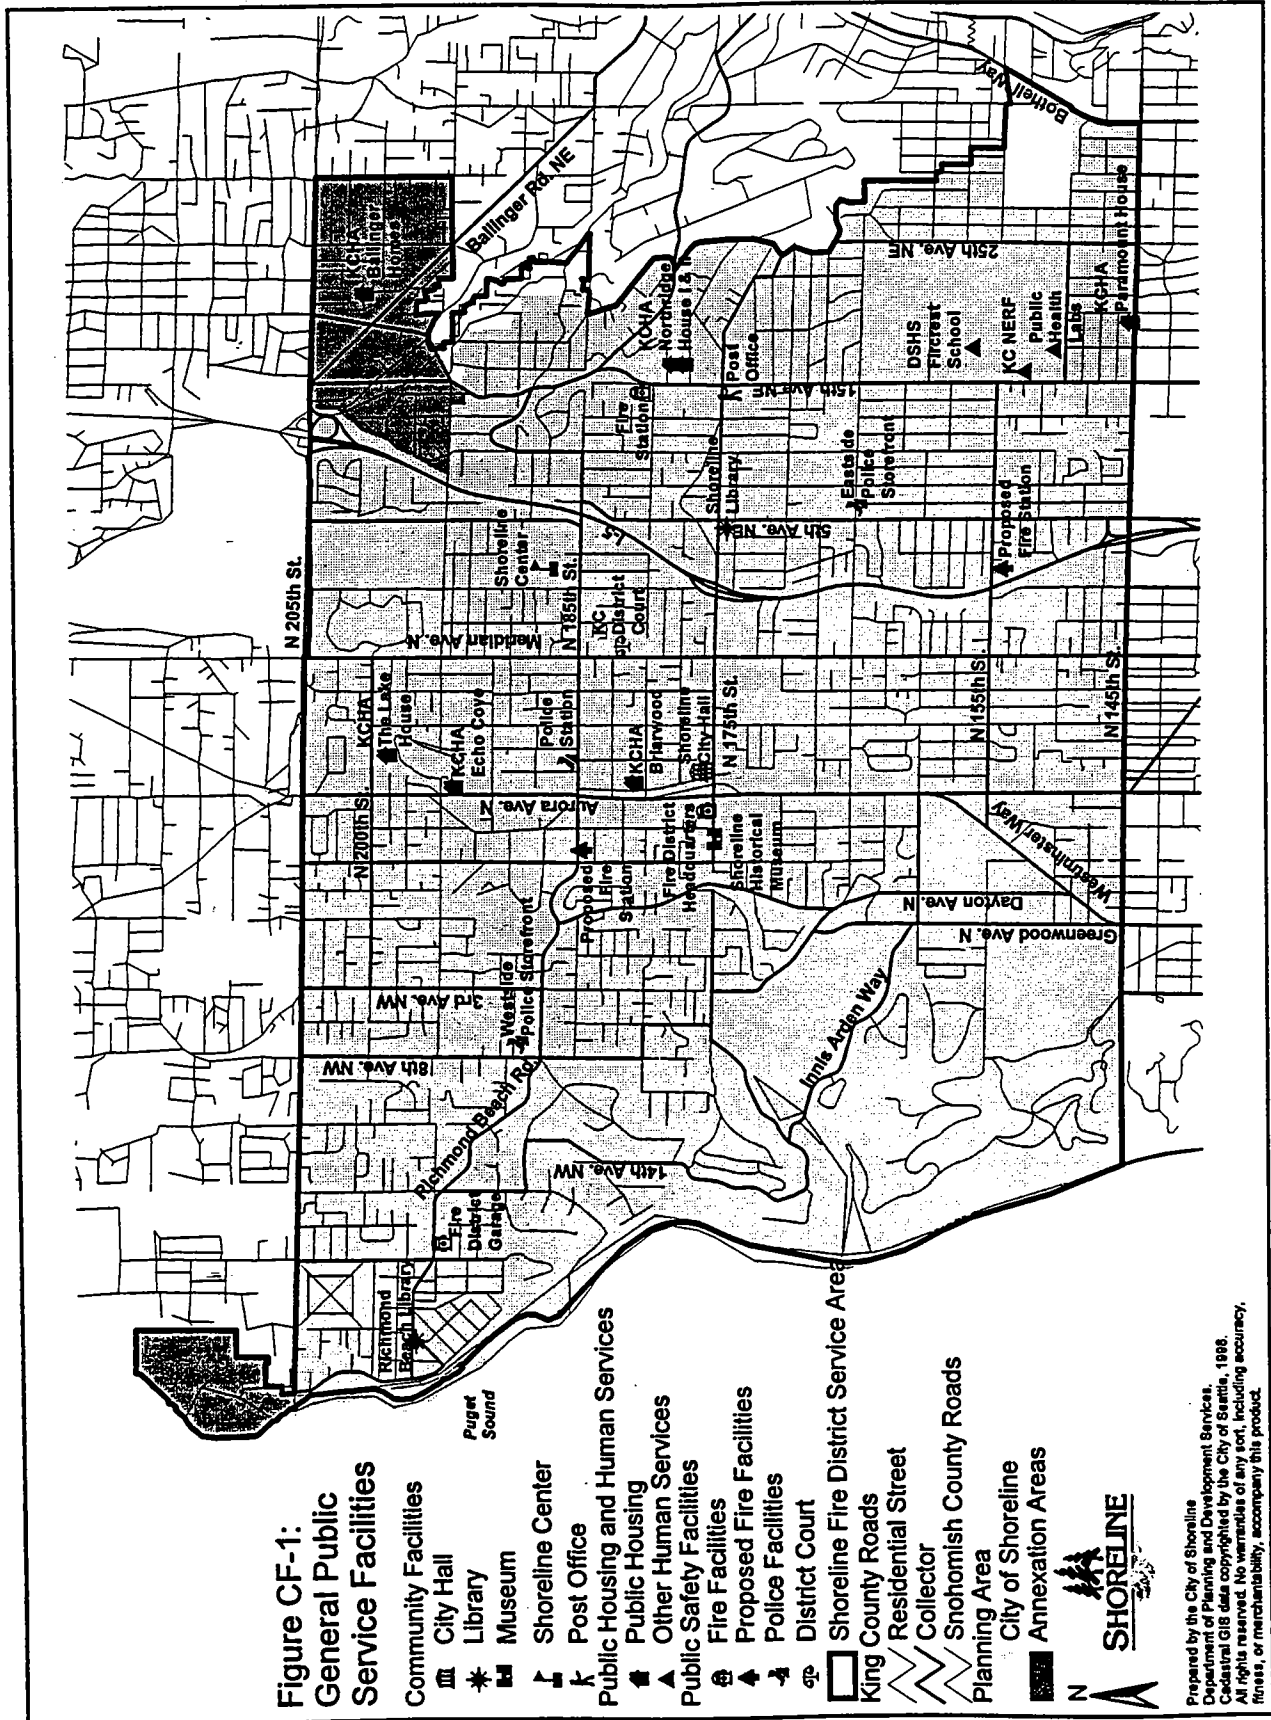 Figure CF-1:
General Public
Service Facilities
Community Facilities
City Hall
Library
Museum
Shoreline Center
Post Office
Public Housing and Human Services
Public Housing
Other Human Services
Public Safety Facilities
Fire Facilities
Proposed Fire Facilities
Police Facilities
District Court
Shoreline Fire District Service Area
King County Roads
Residential Street
Collector
Snohomish County Roads
Planning Area
City of Shoreline
Annexation Areas
N
SHORELINE
Prepared by the City of Shoreline
Department of Planning and Development Services.
Cadastral GIS data copyrighted by the City of Seattle, 1998.
All rights reserved. No warranties of any sort, including accuracy,
fitness, or merchantability, accompany this product.
Puget
Sound
Richmond
Beach Library
Fire
District
Garage
Richmond Beach Rd.
14th Ave. NW
8th Ave. NW
3rd Ave. NW
Westside
Police Storefront
Innis Arden Way
Greenwood Ave. N
Dayton Ave. N
Westminster Way
Proposed
Fire
Station
Fire District
Headquarters
Shoreline
Historical
Museum
N 200th St.
Aurora Ave. N
KCHA
The Lake
House
KCHA
Echo Cove
Police
Station
KCHA
Briarwood
Shoreline
City Hall
N 175th St.
N 155th St.
N 145th St.
N 205th St.
Meridian Ave. N
N 185th St.
Shoreline
Center
KC
District
Court
I-5
5th Ave. NE
Shoreline
Library
Eastside
Police
Storefront
Proposed
Fire Station
Fire
Station
15th Ave NE
Post
Office
KCHA
Northridge
House I & II
DSHS
Fircrest
School
KC NERF
Public
Health
Labs
KCHA
Paramount House
25th Ave. NE
KCHA
Ballinger
Homes
Ballinger Rd. NE
Bothell Way